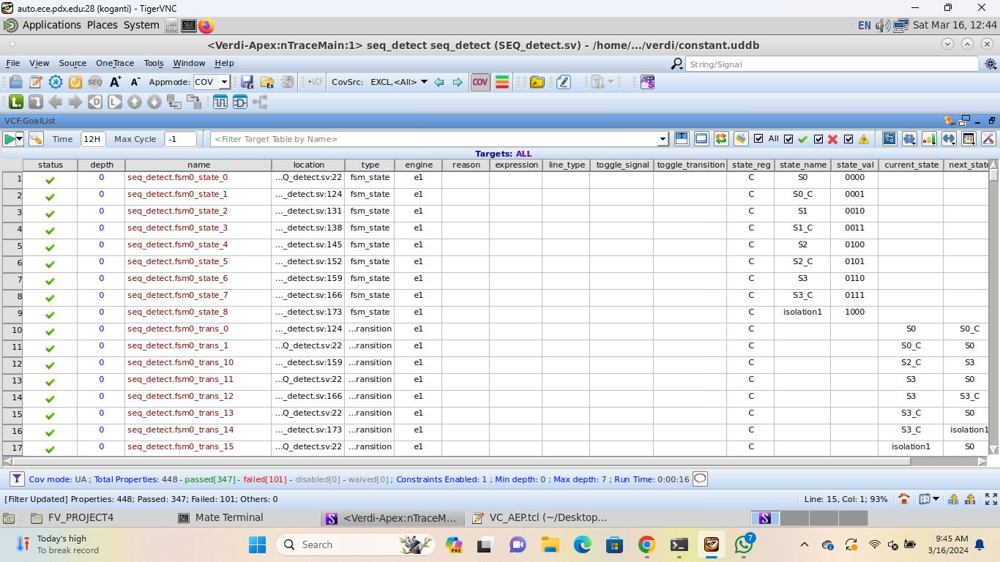 auto.ece.pdx.edu:28 (koganti) - TigerVNC
Applications Places System EN Sat Mar 16, 12:44
<Verdi-Apex:nTraceMain:1> seq_detect seq_detect (SEQ_detect.sv) - /home/.../verdi/constant.uddb
File View Source OneTrace Tools Window Help String/Signal
SEQ A+ A- Appmode: COV Ex Ex →VCF CovSrc: EXCL,<All> COV
VCF:GoalList
Time 12H Max Cycle -1 <Filter Target Table by Name> All
Targets: ALL
status depth name location type engine reason expression line_type toggle_signal toggle_transition state_reg state_name state_val current_state next_state
1 0 seq_detect.fsm0_state_0 ...Q_detect.sv:22 fsm_state e1 C S0 0000
2 0 seq_detect.fsm0_state_1 ..._detect.sv:124 fsm_state e1 C S0_C 0001
3 0 seq_detect.fsm0_state_2 ..._detect.sv:131 fsm_state e1 C S1 0010
4 0 seq_detect.fsm0_state_3 ..._detect.sv:138 fsm_state e1 C S1_C 0011
5 0 seq_detect.fsm0_state_4 ..._detect.sv:145 fsm_state e1 C S2 0100
6 0 seq_detect.fsm0_state_5 ..._detect.sv:152 fsm_state e1 C S2_C 0101
7 0 seq_detect.fsm0_state_6 ..._detect.sv:159 fsm_state e1 C S3 0110
8 0 seq_detect.fsm0_state_7 ..._detect.sv:166 fsm_state e1 C S3_C 0111
9 0 seq_detect.fsm0_state_8 ..._detect.sv:173 fsm_state e1 C isolation1 1000
10 0 seq_detect.fsm0_trans_0 ..._detect.sv:124 ...ransition e1 C S0 S0_C
11 0 seq_detect.fsm0_trans_1 ...Q_detect.sv:22 ...ransition e1 C S0_C S0
12 0 seq_detect.fsm0_trans_10 ..._detect.sv:159 ...ransition e1 C S2_C S3
13 0 seq_detect.fsm0_trans_11 ...Q_detect.sv:22 ...ransition e1 C S3 S0
14 0 seq_detect.fsm0_trans_12 ..._detect.sv:166 ...ransition e1 C S3 S3_C
15 0 seq_detect.fsm0_trans_13 ...Q_detect.sv:22 ...ransition e1 C S3_C S0
16 0 seq_detect.fsm0_trans_14 ..._detect.sv:173 ...ransition e1 C S3_C isolation1
17 0 seq_detect.fsm0_trans_15 ...Q_detect.sv:22 ...ransition e1 C isolation1 S0
Cov mode: UA ; Total Properties: 448 - passed[347] - failed[101] - disabled[0] - waived[0] ; Constraints Enabled: 1 ; Min depth: 0 ; Max depth: 7 ; Run Time: 0:00:16
[Filter Updated] Properties: 448; Passed: 347; Failed: 101; Others: 0 Line: 15, Col: 1; 93%
FV_PROJECT4 Mate Terminal <Verdi-Apex:nTraceM... VC_AEP.tcl (~/Desktop...
Today's high
To break record
Search PRE 7
9:45 AM
3/16/2024